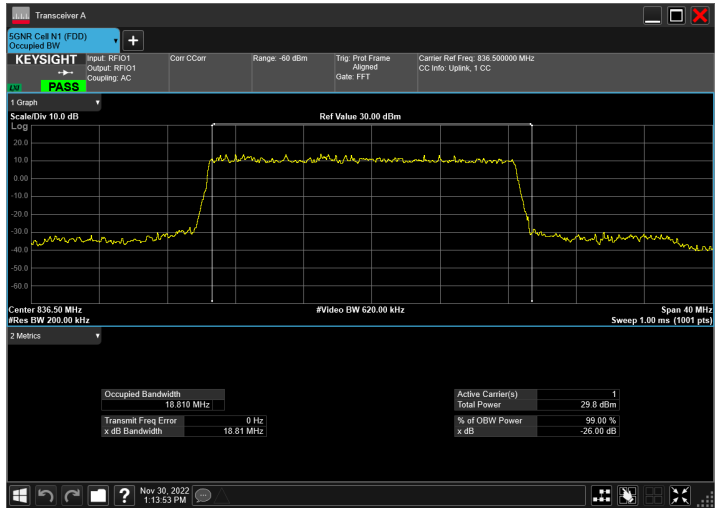 Transceiver A
5GNR Cell N1 (FDD)
Occupied BW
+
KEYSIGHT
Input: RFIO1
Output: RFIO1
Coupling: AC
Corr CCorr
Range: -60 dBm
Trig: Prot Frame
Aligned
Gate: FFT
Carrier Ref Freq: 836.500000 MHz
CC Info: Uplink, 1 CC
LXI
PASS
1 Graph
Scale/Div 10.0 dB
Ref Value 30.00 dBm
Log
20.0
10.0
0.00
-10.0
-20.0
-30.0
-40.0
-50.0
-60.0
Center 836.50 MHz
#Video BW 620.00 kHz
Span 40 MHz
#Res BW 200.00 kHz
Sweep 1.00 ms (1001 pts)
2 Metrics
Occupied Bandwidth
18.810 MHz
Transmit Freq Error 0 Hz
x dB Bandwidth 18.81 MHz
Active Carrier(s) 1
Total Power 29.8 dBm
% of OBW Power 99.00 %
x dB -26.00 dB
?
Nov 30, 2022
1:13:53 PM